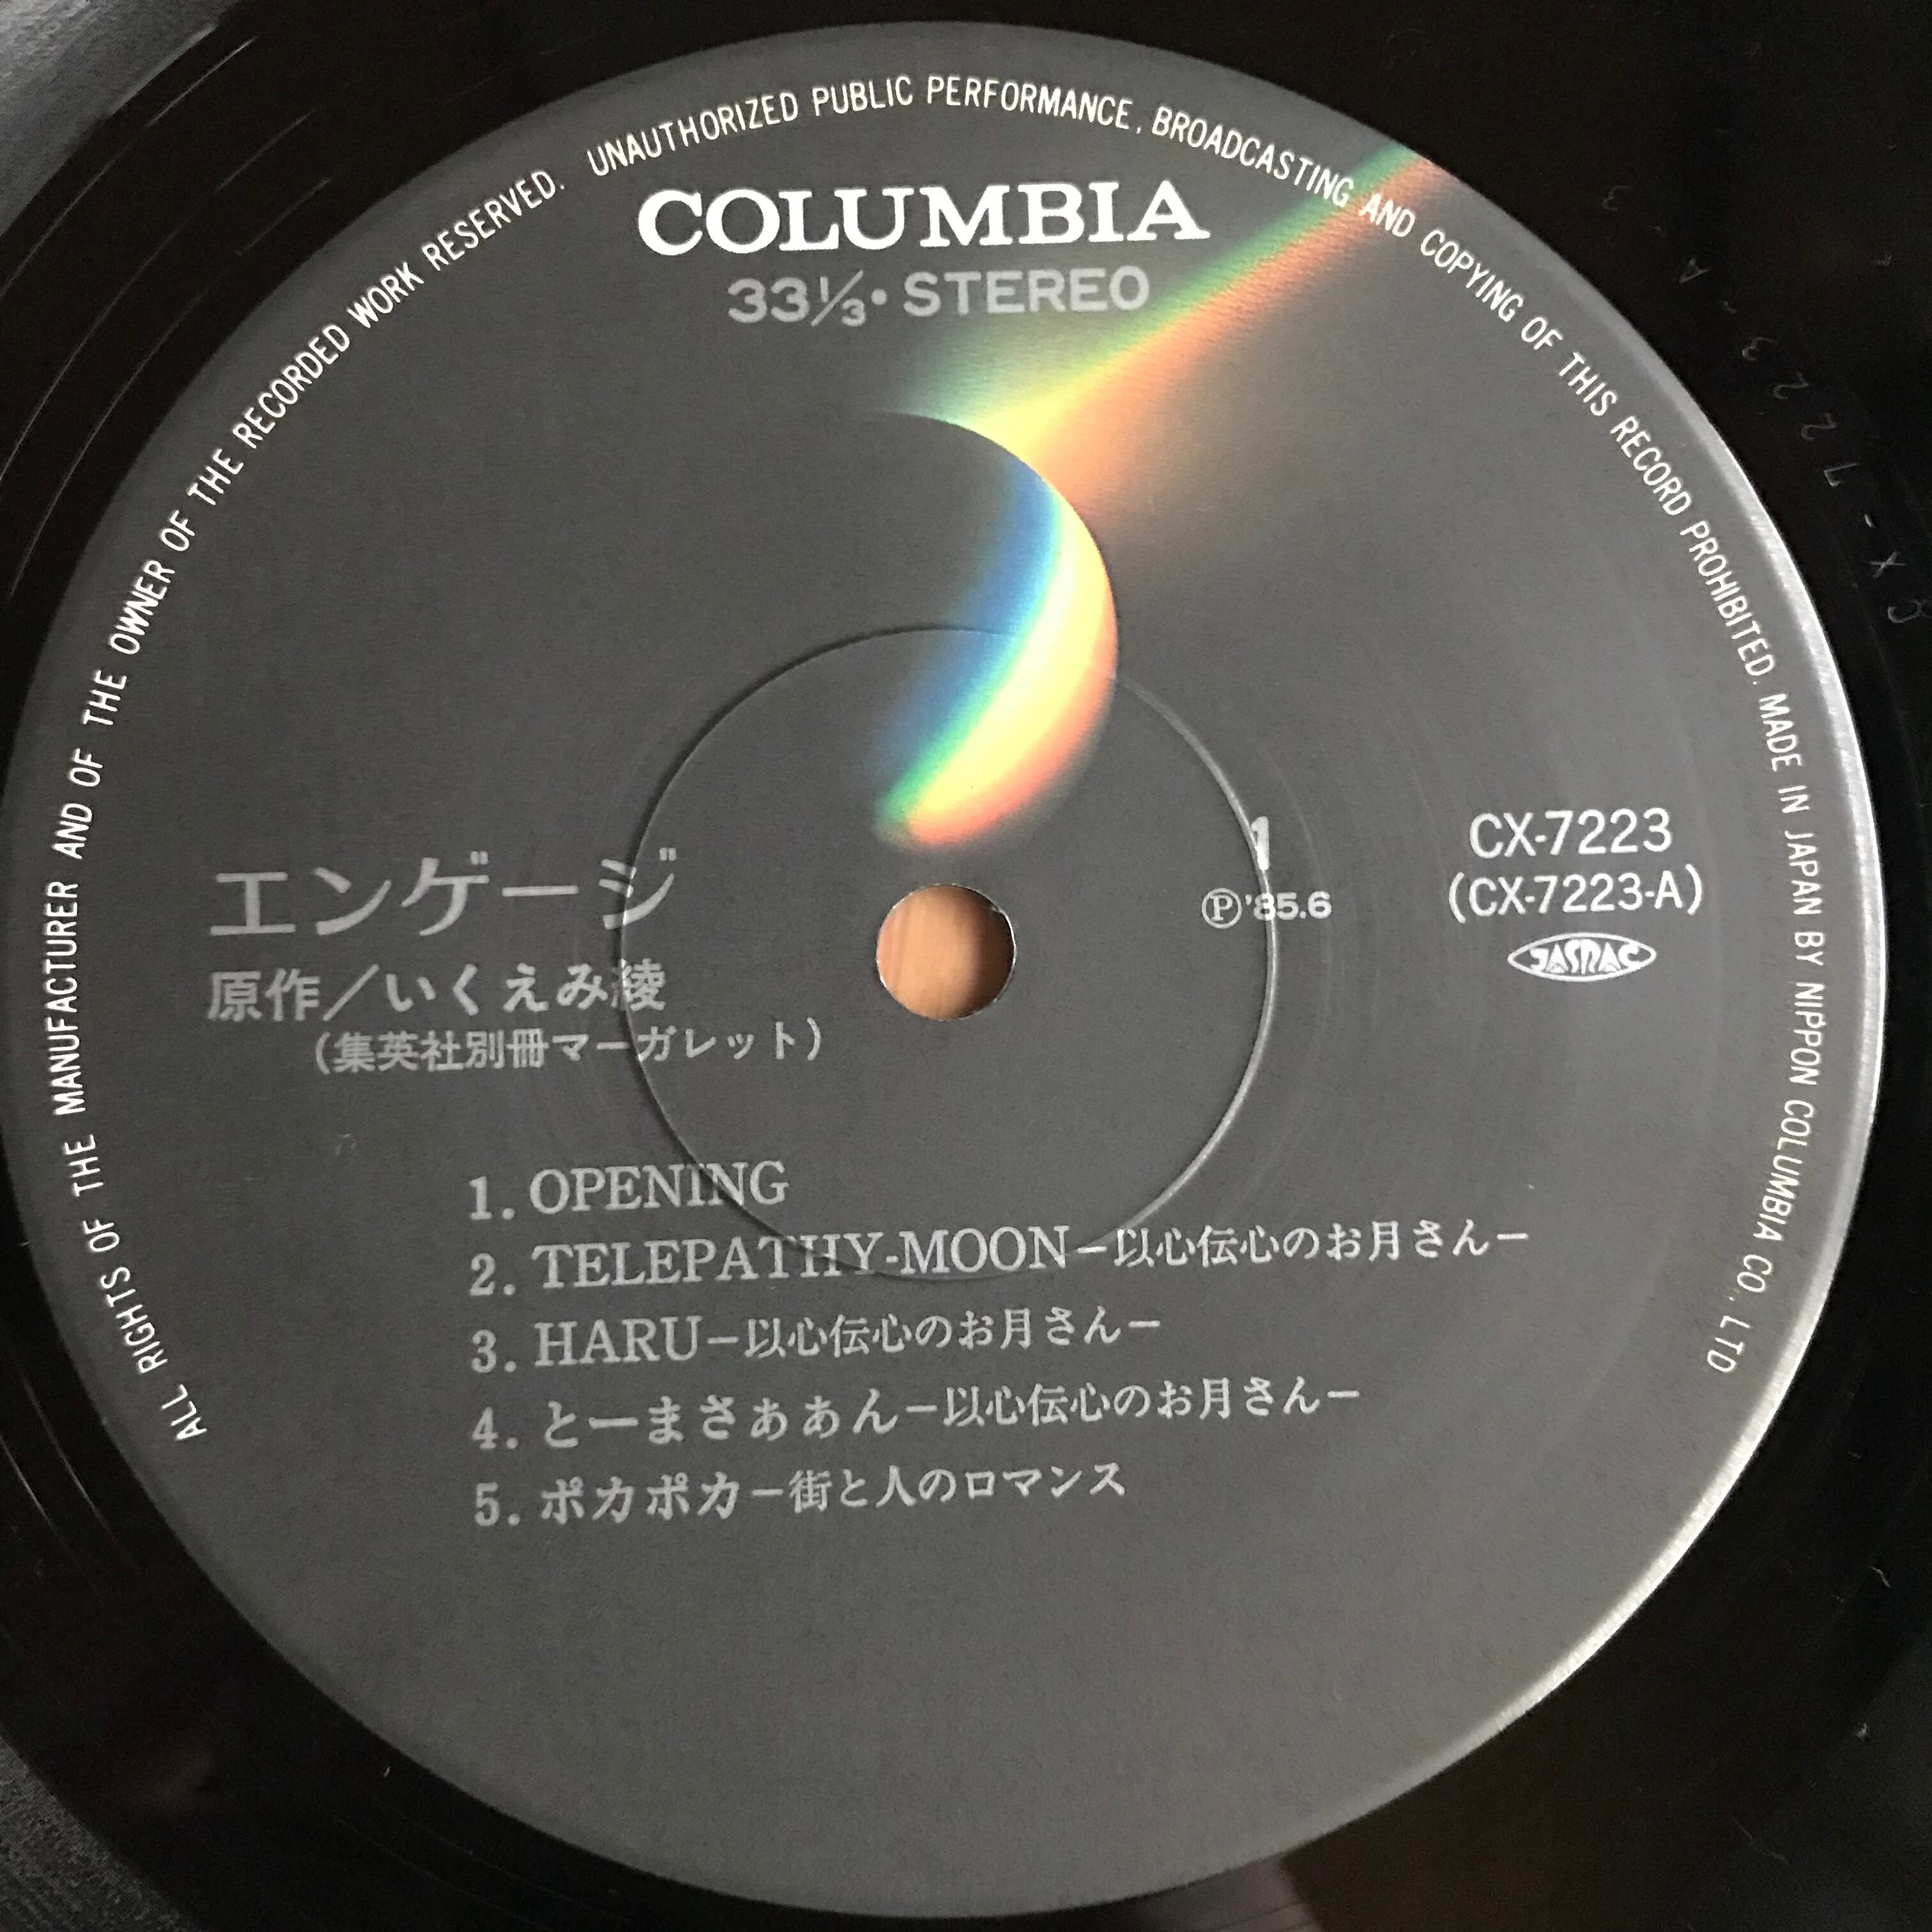 ALL RIGHTS OF THE MANUFACTURER AND OF THE OWNER OF THE RECORDED WORK RESERVED. UNAUTHORIZED PUBLIC PERFORMANCE, BROADCASTING AND COPYING OF THIS RECORD PROHIBITED. MADE IN JAPAN BY NIPPON COLUMBIA CO., LTD
COLUMBIA
33⅓・STEREO
エンゲージ
原作／いくえみ綾
(集英社別冊マーガレット)
1
Ⓟ'85.6
CX-7223
(CX-7223-A)
JASRAC
1. OPENING
2. TELEPATHY-MOON－以心伝心のお月さん－
3. HARU－以心伝心のお月さん－
4. とーまさぁぁん－以心伝心のお月さん－
5. ポカポカ－街と人のロマンス
CX-7223-A